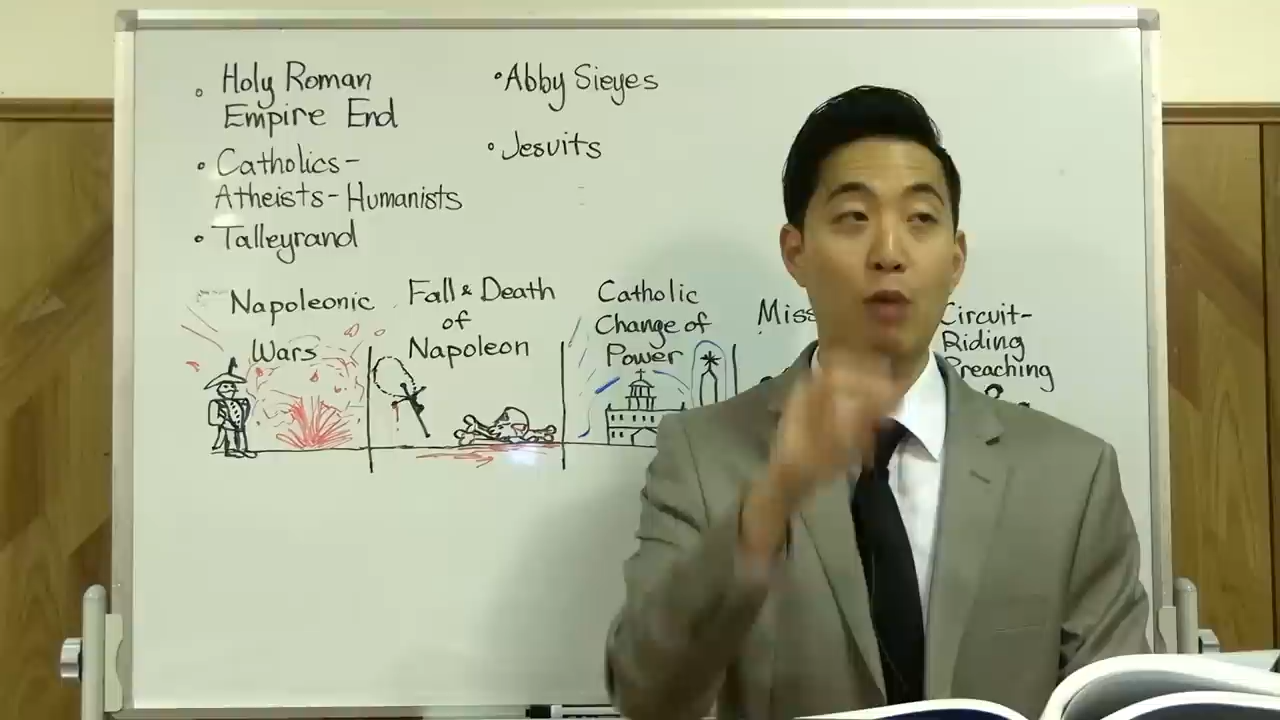 Holy Roman
Empire End
Catholics-
Atheists-Humanists
Talleyrand
Abby Sieyes
Jesuits
Napoleonic
Wars
Fall & Death
of
Napoleon
Catholic
Change of
Power
Circuit-
Riding
Preaching